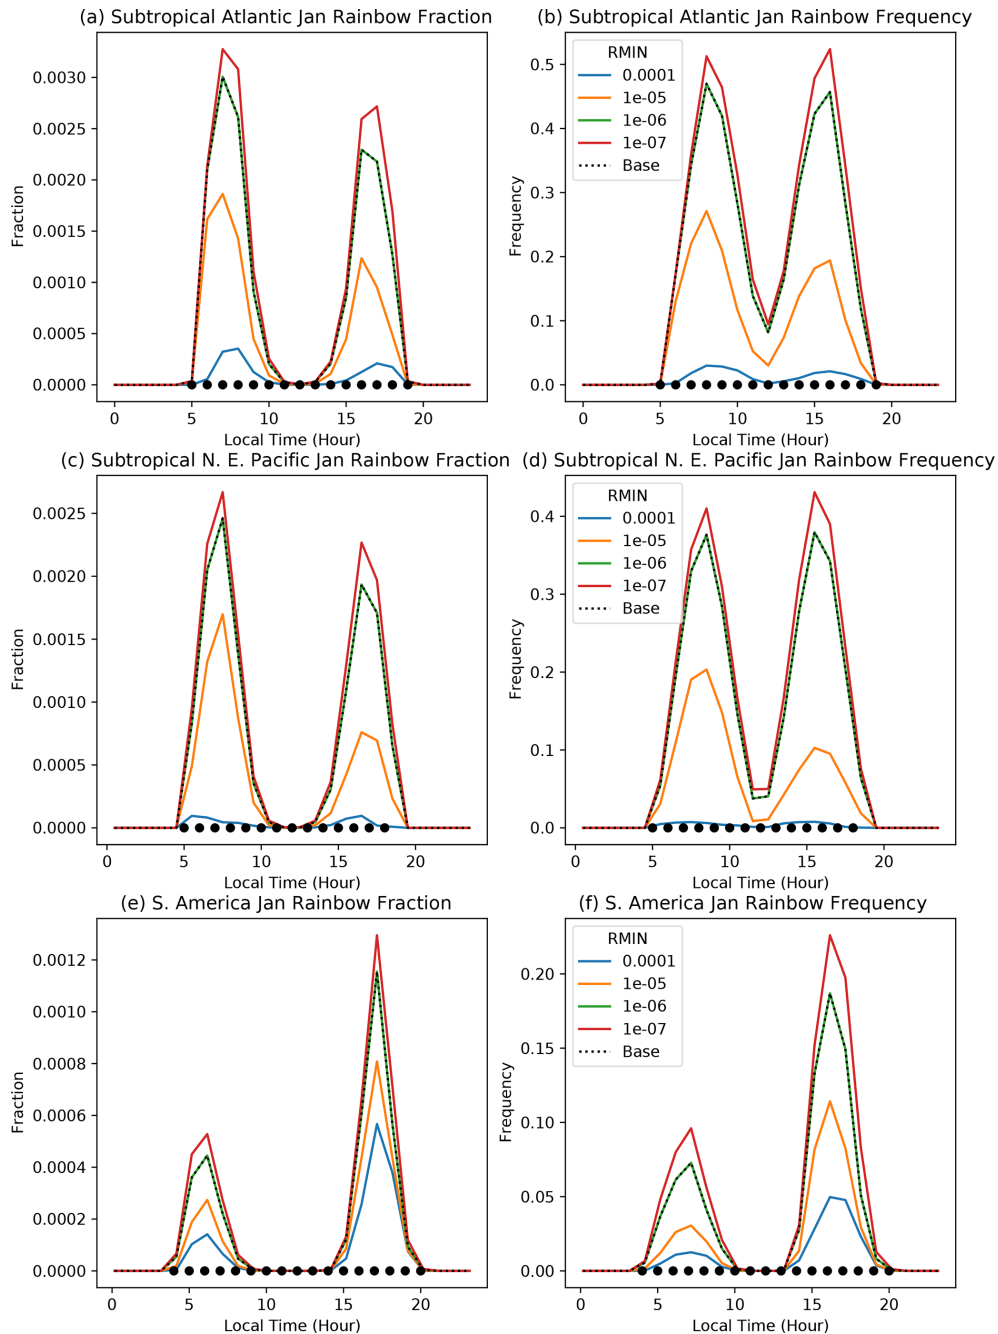 (a) Subtropical Atlantic Jan Rainbow Fraction
0.0030
0.0025
0.0020
0.0015
0.0010
0.0005
0.0000
Fraction
0 5 10 15 20
Local Time (Hour)
(b) Subtropical Atlantic Jan Rainbow Frequency
RMIN
0.0001
1e-05
1e-06
1e-07
Base
0.5
0.4
0.3
0.2
0.1
0.0
Frequency
0 5 10 15 20
Local Time (Hour)
(c) Subtropical N. E. Pacific Jan Rainbow Fraction
0.0025
0.0020
0.0015
0.0010
0.0005
0.0000
Fraction
0 5 10 15 20
Local Time (Hour)
(d) Subtropical N. E. Pacific Jan Rainbow Frequency
RMIN
0.0001
1e-05
1e-06
1e-07
Base
0.4
0.3
0.2
0.1
0.0
Frequency
0 5 10 15 20
Local Time (Hour)
(e) S. America Jan Rainbow Fraction
0.0012
0.0010
0.0008
0.0006
0.0004
0.0002
0.0000
Fraction
0 5 10 15 20
Local Time (Hour)
(f) S. America Jan Rainbow Frequency
RMIN
0.0001
1e-05
1e-06
1e-07
Base
0.20
0.15
0.10
0.05
0.00
Frequency
0 5 10 15 20
Local Time (Hour)